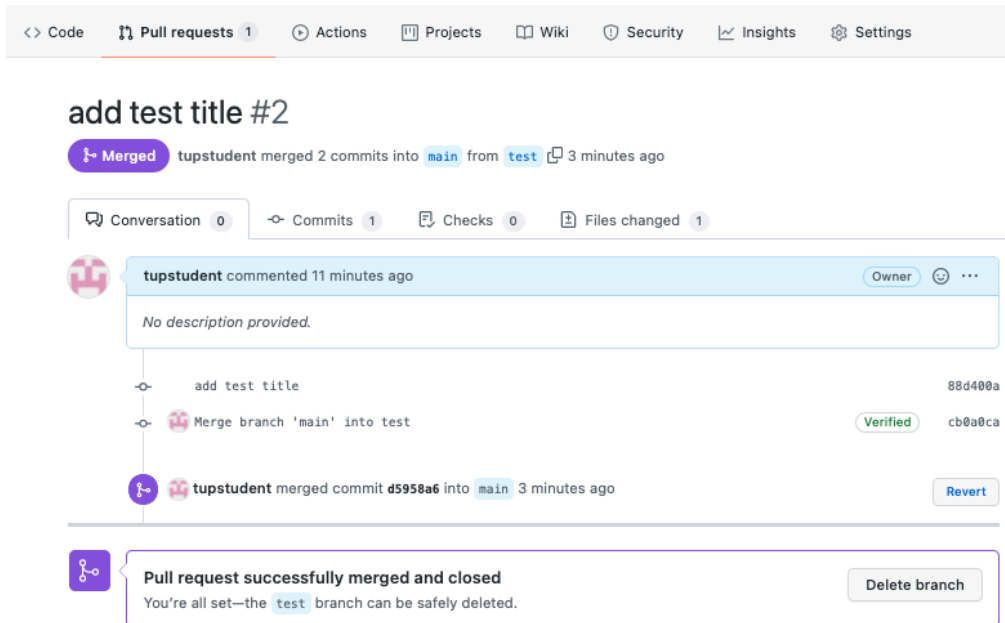 <> Code Pull requests 1 Actions Projects Wiki Security Insights Settings
add test title #2
Merged tupstudent merged 2 commits into main from test 3 minutes ago
Conversation 0 Commits 1 Checks 0 Files changed 1
tupstudent commented 11 minutes ago Owner ...
No description provided.
add test title 88d400a
Merge branch 'main' into test Verified cb0a0ca
tupstudent merged commit d5958a6 into main 3 minutes ago Revert
Pull request successfully merged and closed Delete branch
You're all set—the test branch can be safely deleted.